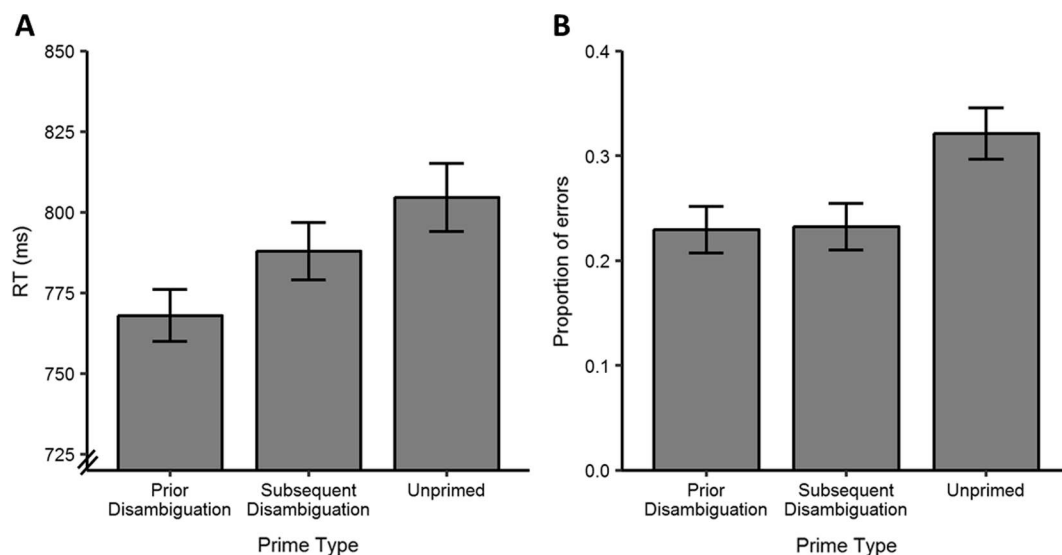 A
850
825
800
775
750
725
RT (ms)
Prior
Disambiguation
Subsequent
Disambiguation
Unprimed
Prime Type
B
0.4
0.3
0.2
0.1
0.0
Proportion of errors
Prior
Disambiguation
Subsequent
Disambiguation
Unprimed
Prime Type